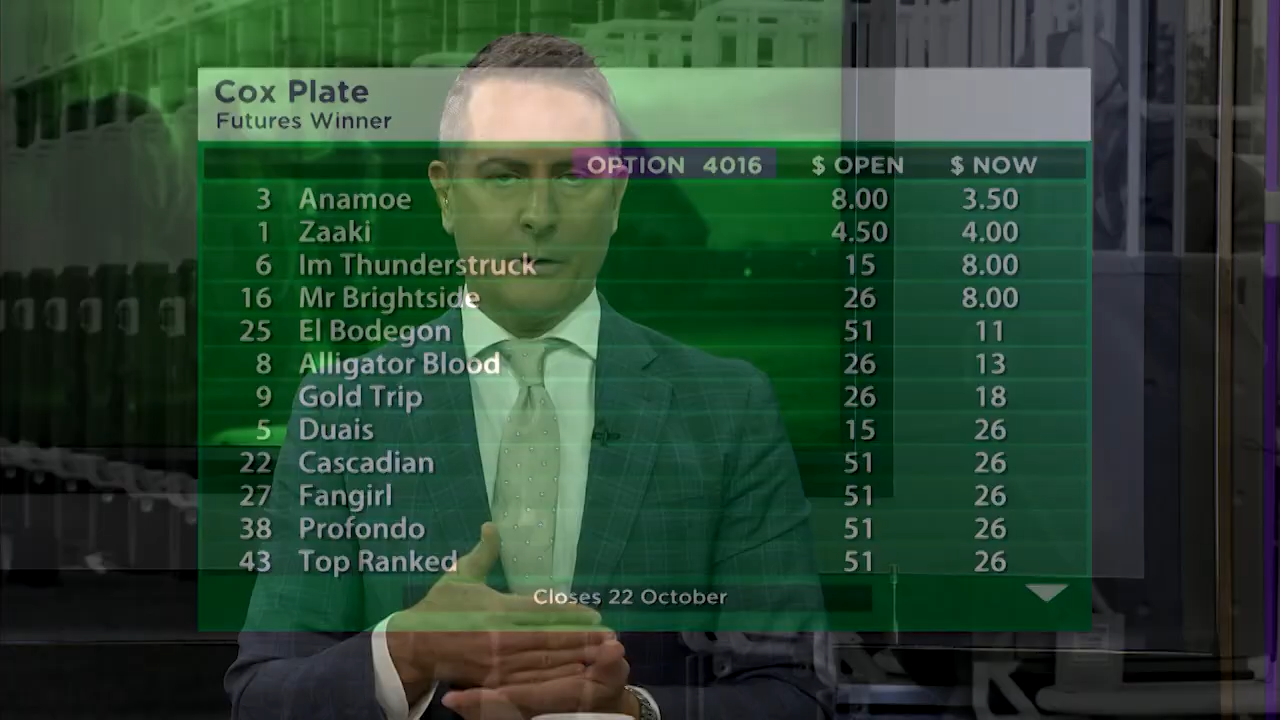 Cox Plate
Futures Winner
OPTION 4016 $ OPEN $ NOW
3 Anamoe 8.00 3.50
1 Zaaki 4.50 4.00
6 Im Thunderstruck 15 8.00
16 Mr Brightside 26 8.00
25 El Bodegon 51 11
8 Alligator Blood 26 13
9 Gold Trip 26 18
5 Duais 15 26
22 Cascadian 51 26
27 Fangirl 51 26
38 Profondo 51 26
43 Top Ranked 51 26
Closes 22 October